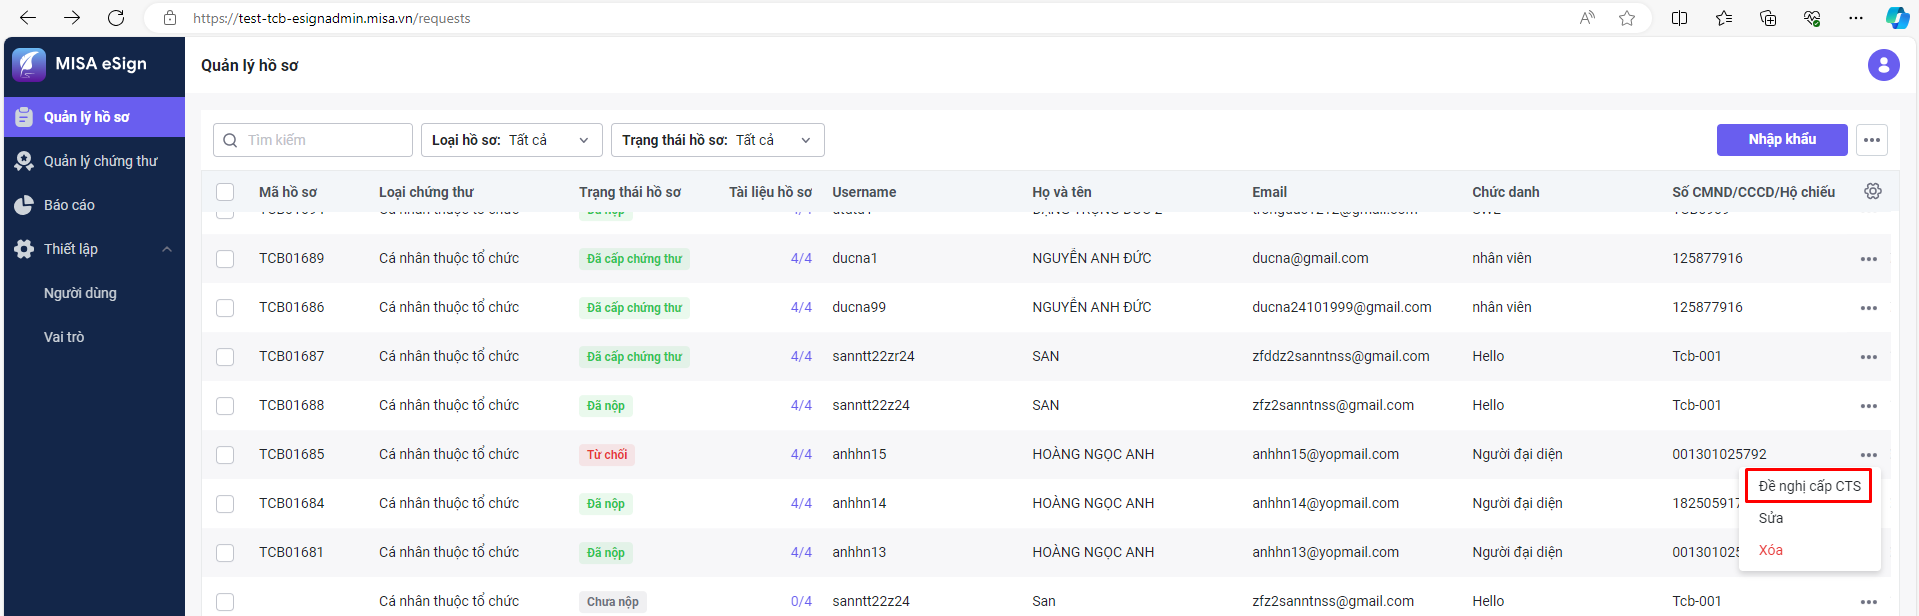 https://test-tcb-esignadmin.misa.vn/requests
MISA eSign
Quản lý hồ sơ
Quản lý hồ sơ
Quản lý chứng thư
Báo cáo
Thiết lập
Người dùng
Vai trò
Tìm kiếm
Loại hồ sơ: Tất cả
Trạng thái hồ sơ: Tất cả
Nhập khẩu
Mã hồ sơ Loại chứng thư Trạng thái hồ sơ Tài liệu hồ sơ Username Họ và tên Email Chức danh Số CMND/CCCD/Hộ chiếu
TCB01689 Cá nhân thuộc tổ chức Đã cấp chứng thư 4/4 ducna1 NGUYỄN ANH ĐỨC ducna@gmail.com nhân viên 125877916
TCB01686 Cá nhân thuộc tổ chức Đã cấp chứng thư 4/4 ducna99 NGUYỄN ANH ĐỨC ducna24101999@gmail.com nhân viên 125877916
TCB01687 Cá nhân thuộc tổ chức Đã cấp chứng thư 4/4 sanntt22zr24 SAN zfddz2sanntnss@gmail.com Hello Tcb-001
TCB01688 Cá nhân thuộc tổ chức Đã nộp 4/4 sanntt22z24 SAN zfz2sanntnss@gmail.com Hello Tcb-001
TCB01685 Cá nhân thuộc tổ chức Từ chối 4/4 anhhn15 HOÀNG NGỌC ANH anhhn15@yopmail.com Người đại diện 001301025792
TCB01684 Cá nhân thuộc tổ chức Đã nộp 4/4 anhhn14 HOÀNG NGỌC ANH anhhn14@yopmail.com Người đại diện
TCB01681 Cá nhân thuộc tổ chức Đã nộp 4/4 anhhn13 HOÀNG NGỌC ANH anhhn13@yopmail.com Người đại diện
Cá nhân thuộc tổ chức Chưa nộp 0/4 sanntt22z24 San zfz2sanntnss@gmail.com Hello Tcb-001
Đề nghị cấp CTS
Sửa
Xóa